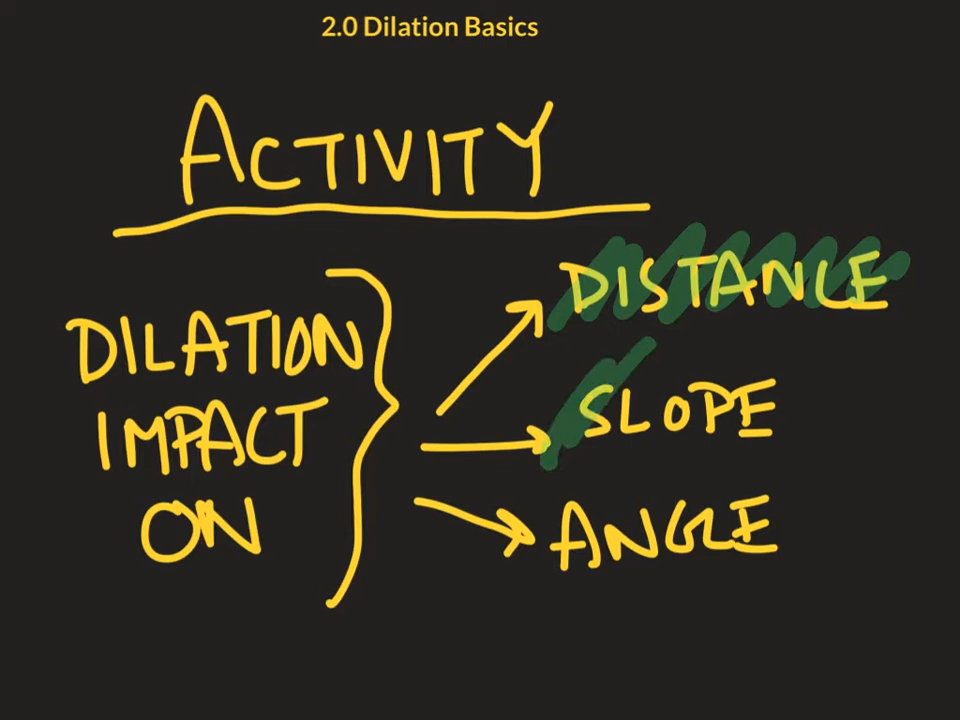 2.0 Dilation Basics
ACTIVITY
DILATION
IMPACT
ON
DISTANCE
SLOPE
ANGLE